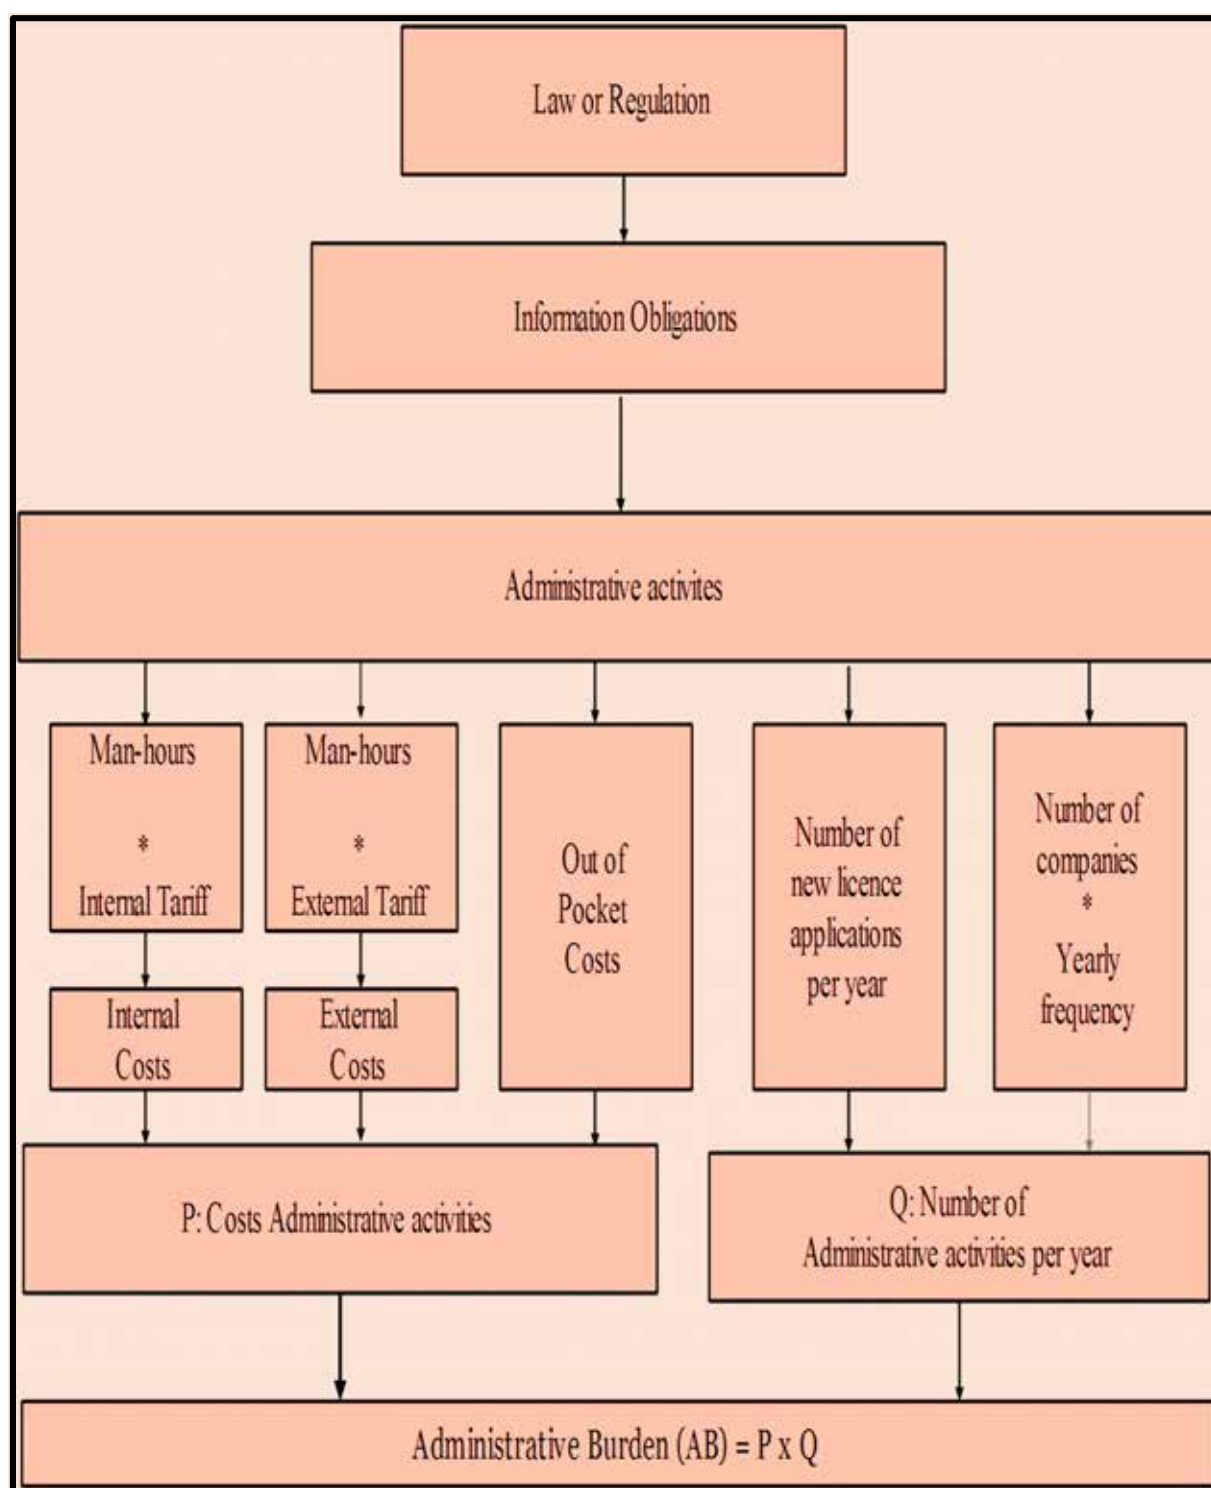 Law or Regulation
Information Obligations
Administrative activites
Man-hours
*
Internal Tariff
Man-hours
*
External Tariff
Out of
Pocket
Costs
Number of
new licence
applications
per year
Number of
companies
*
Yearly
frequency
Internal
Costs
External
Costs
P: Costs Administrative activities
Q: Number of
Administrative activities per year
Administrative Burden (AB) = P x Q